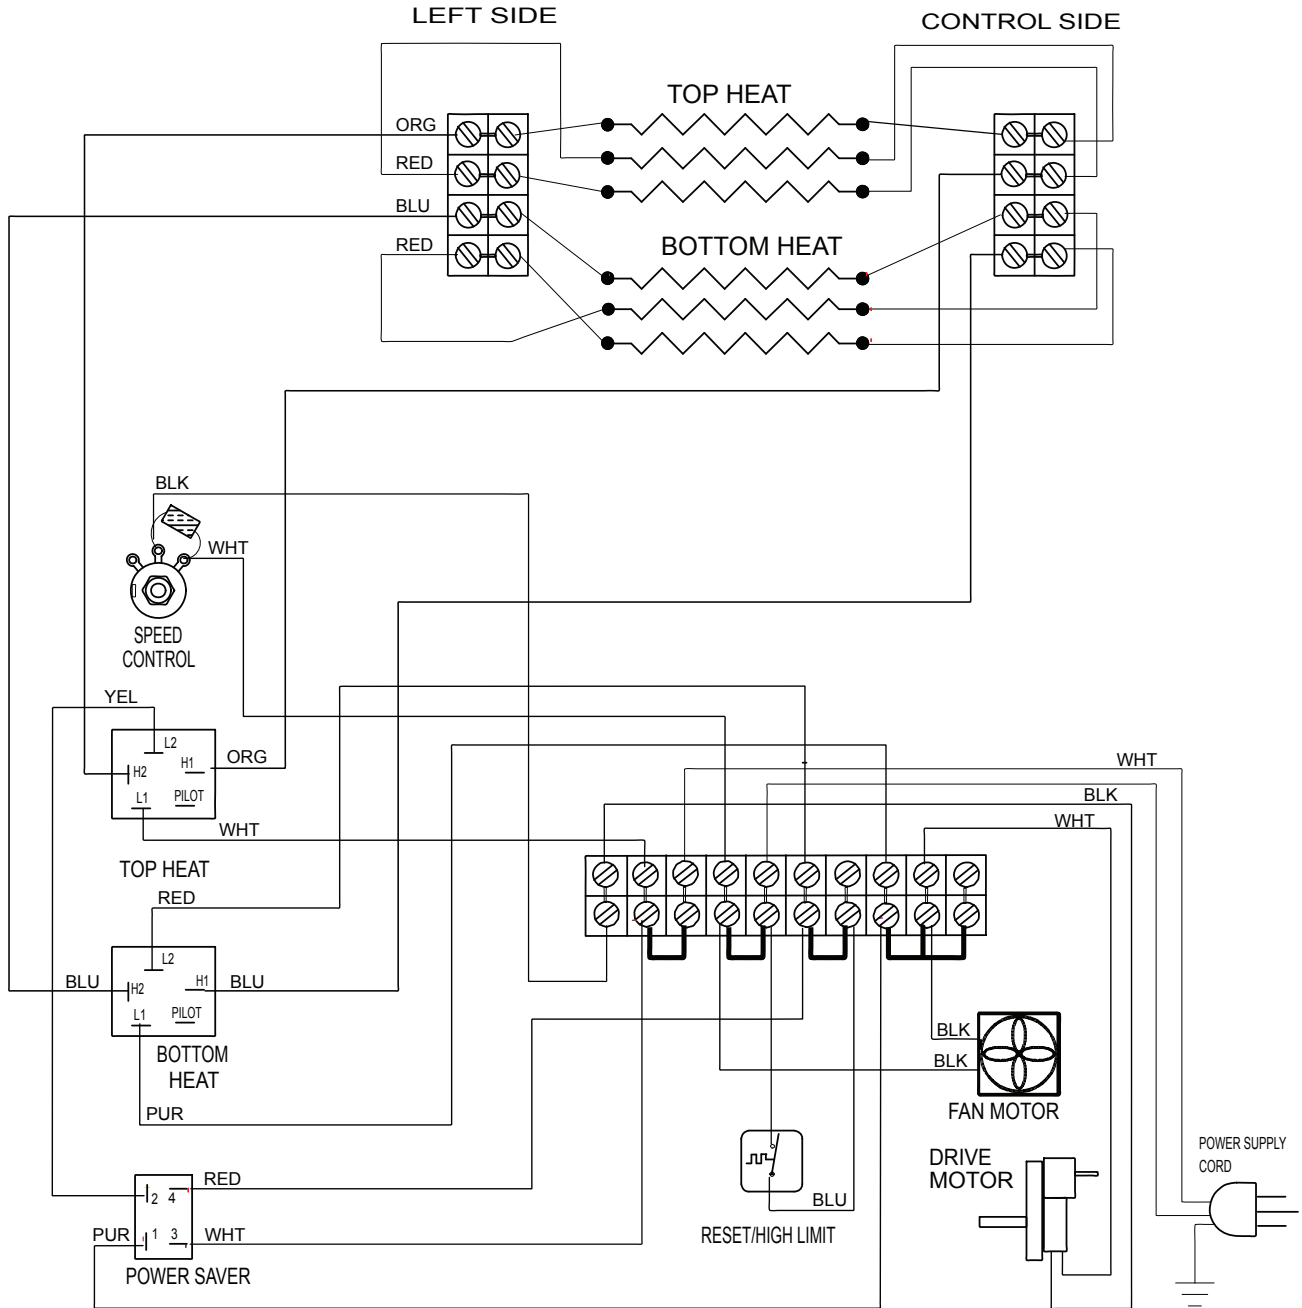 LEFT SIDE
CONTROL SIDE
TOP HEAT
ORG
RED
BLU
BOTTOM HEAT
RED
BLK
WHT
SPEED
CONTROL
YEL
L2
H1
ORG
H2
L1
PILOT
WHT
WHT
BLK
WHT
TOP HEAT
RED
L2
BLU
H2
H1
BLU
L1
PILOT
BOTTOM
HEAT
PUR
BLK
BLK
FAN MOTOR
POWER SUPPLY
CORD
DRIVE
MOTOR
RED
2 4
BLU
PUR
1 3
WHT
RESET/HIGH LIMIT
POWER SAVER